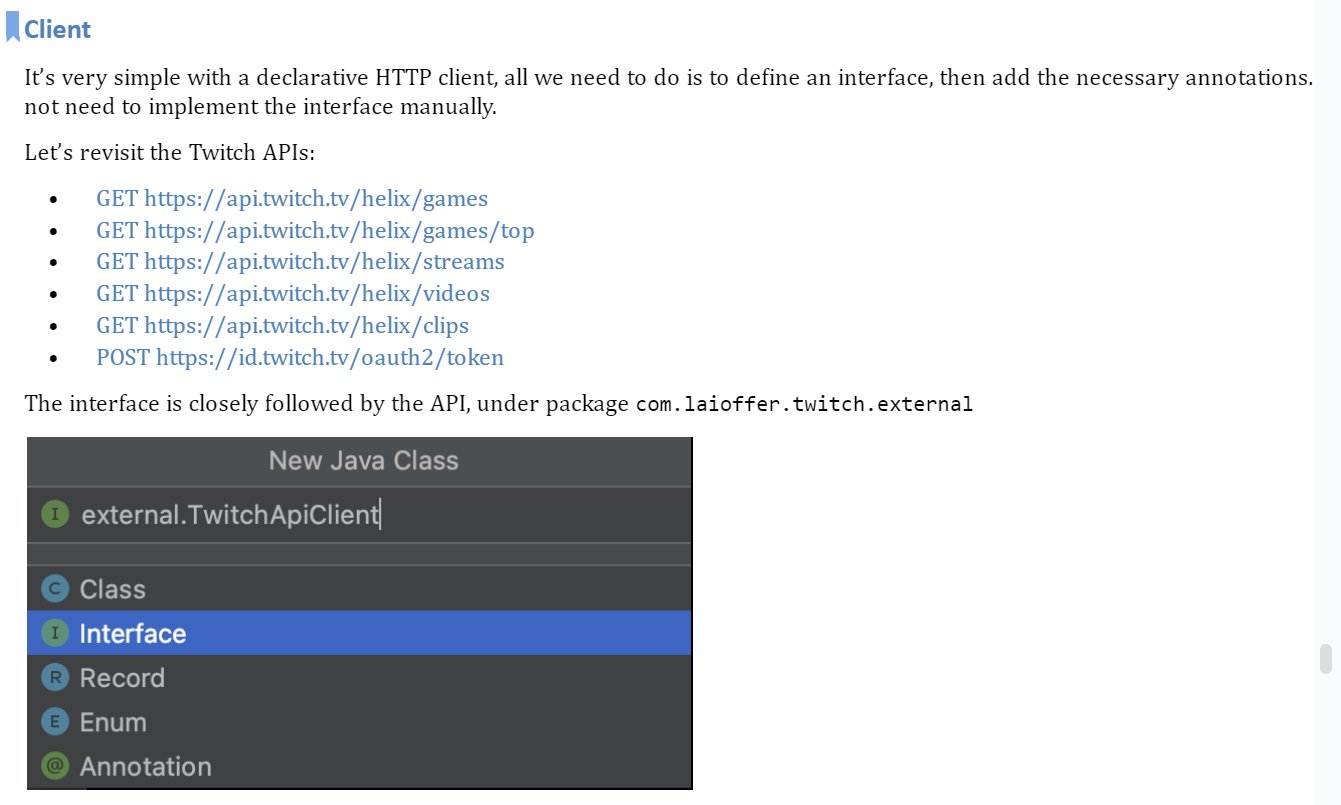 Client
It’s very simple with a declarative HTTP client, all we need to do is to define an interface, then add the necessary annotations.
not need to implement the interface manually.
Let’s revisit the Twitch APIs:
• GET https://api.twitch.tv/helix/games
• GET https://api.twitch.tv/helix/games/top
• GET https://api.twitch.tv/helix/streams
• GET https://api.twitch.tv/helix/videos
• GET https://api.twitch.tv/helix/clips
• POST https://id.twitch.tv/oauth2/token
The interface is closely followed by the API, under package com.laioffer.twitch.external
New Java Class
I external.TwitchApiClient
C Class
I Interface
R Record
E Enum
@ Annotation